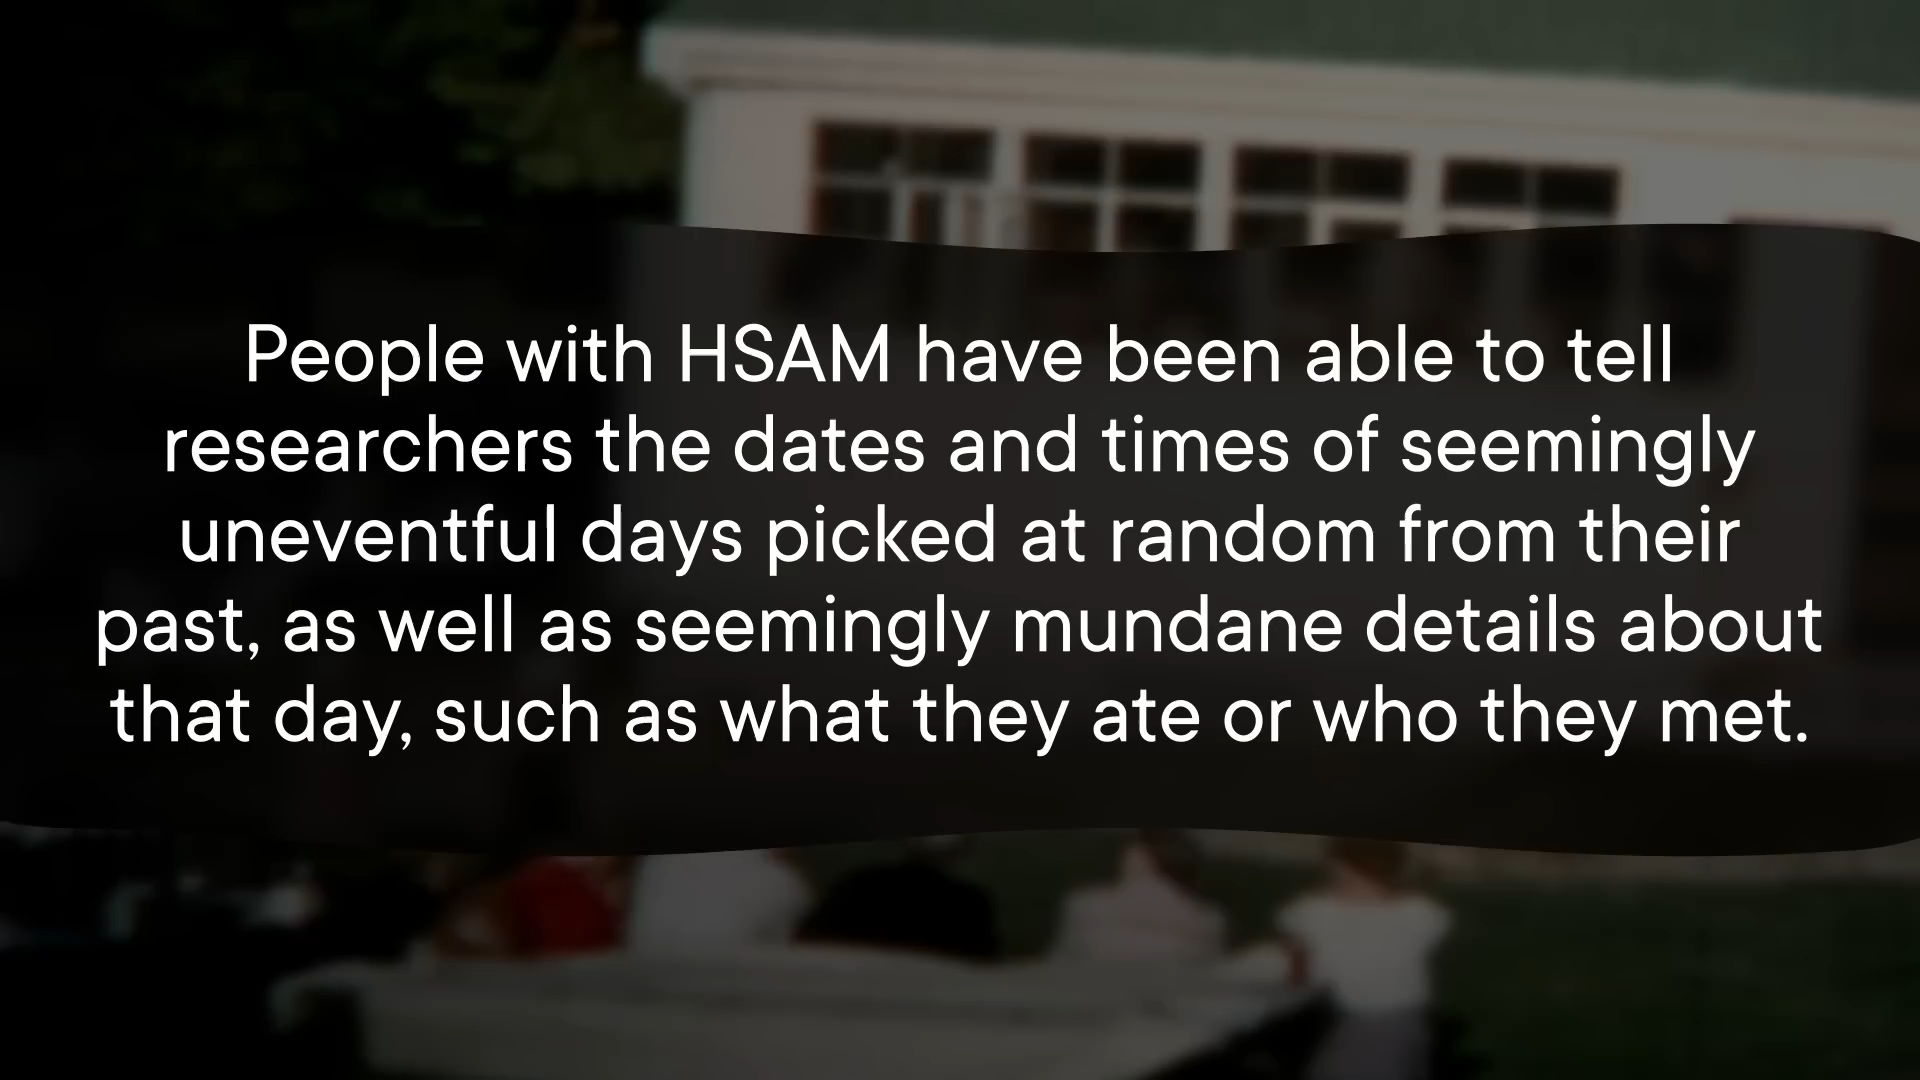 People with HSAM have been able to tell
researchers the dates and times of seemingly
uneventful days picked at random from their
past, as well as seemingly mundane details about
that day, such as what they ate or who they met.